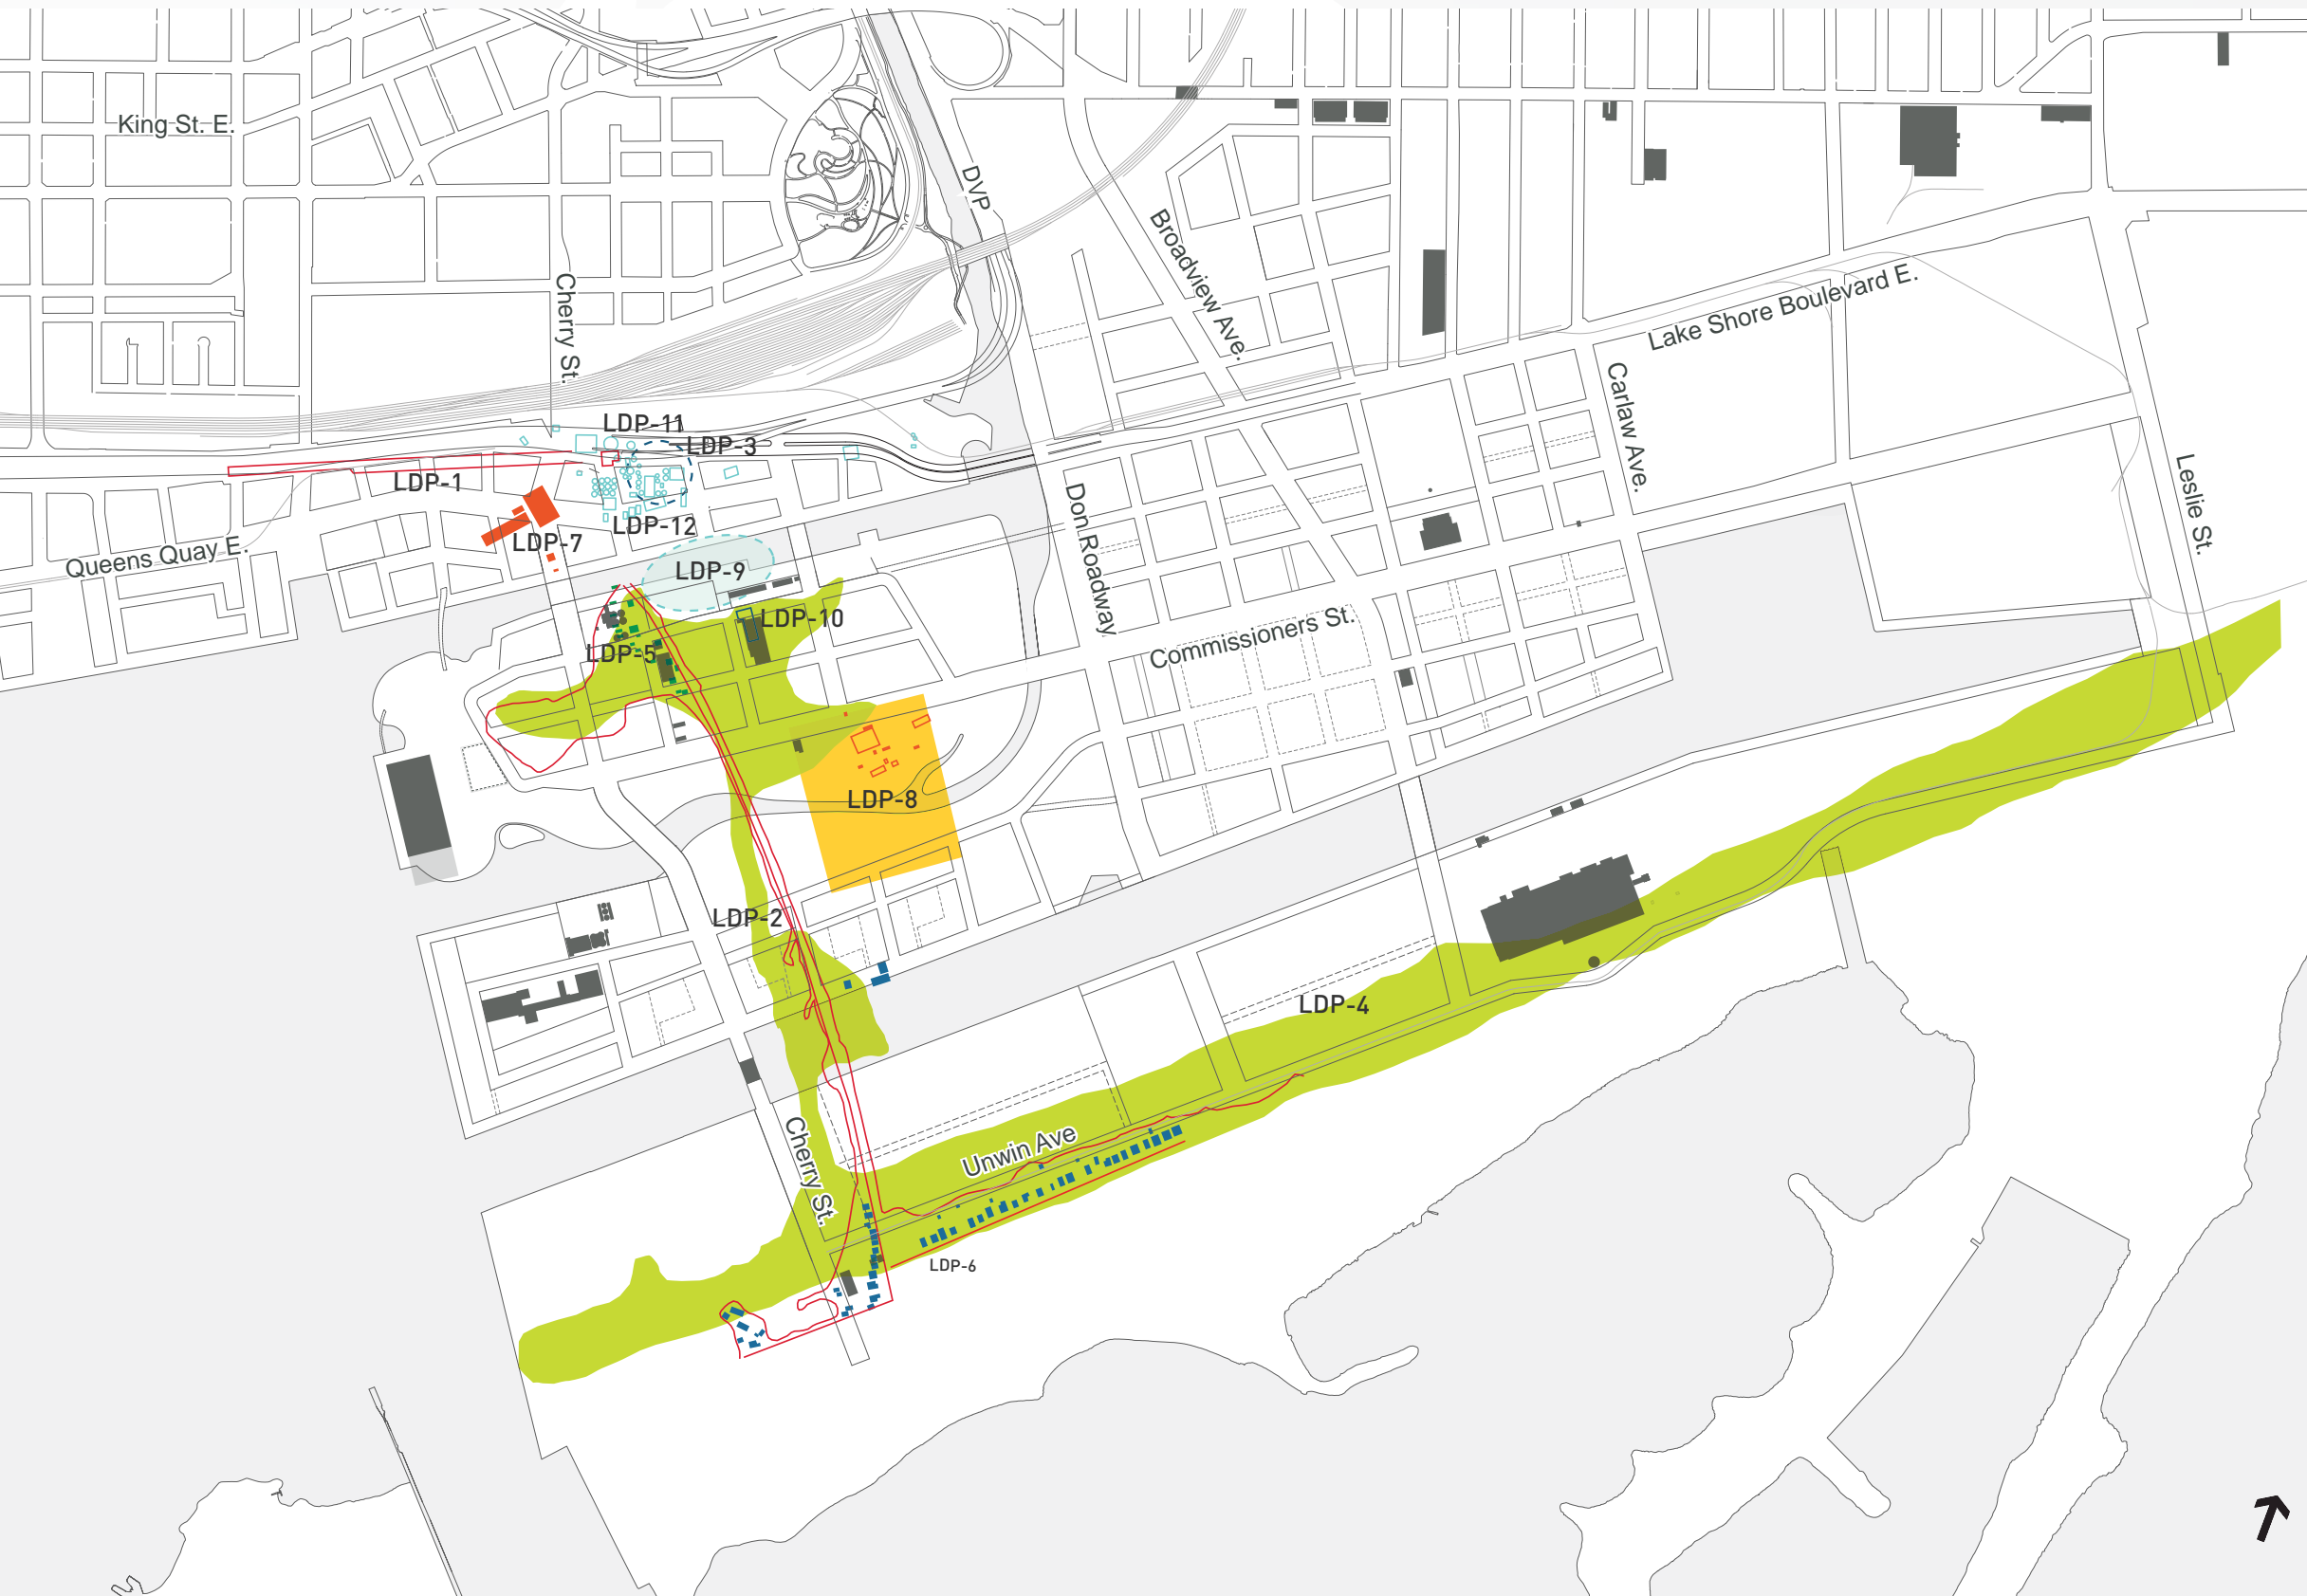 King St. E.
DVP
Broadview Ave.
Cherry St.
Lake Shore Boulevard E.
Carlaw Ave.
LDP-11
LDP-3
LDP-1
Leslie St.
LDP-12
LDP-7
Queens Quay E.
Don Roadway
LDP-9
LDP-10
Commissioners St.
LDP-5
LDP-8
LDP-2
LDP-4
Unwin Ave
Cherry St.
LDP-6